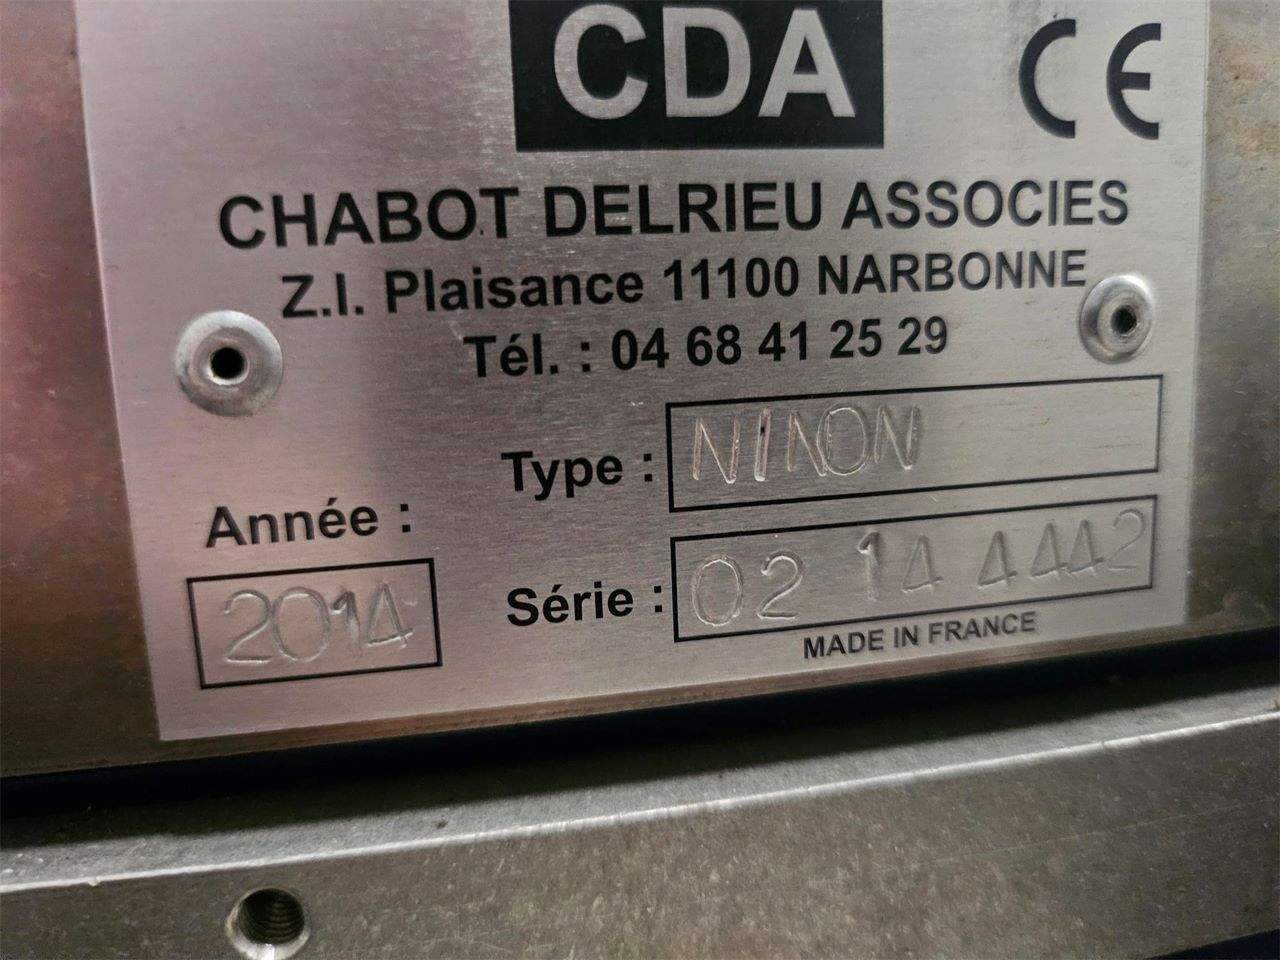 CDA CE
CHABOT DELRIEU ASSOCIES
Z.I. Plaisance 11100 NARBONNE
Tél. : 04 68 41 25 29
Type : NINON
Année :
2014
Série : 02 14 4442
MADE IN FRANCE